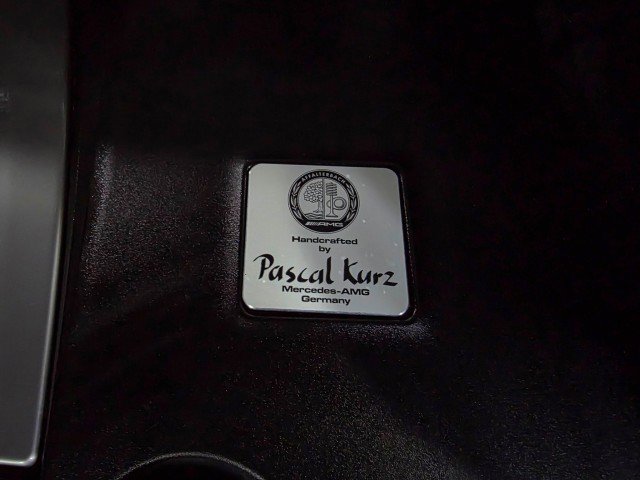 AFFALTERBACH
AMG
Handcrafted
by
Pascal Kurz
Mercedes-AMG
Germany